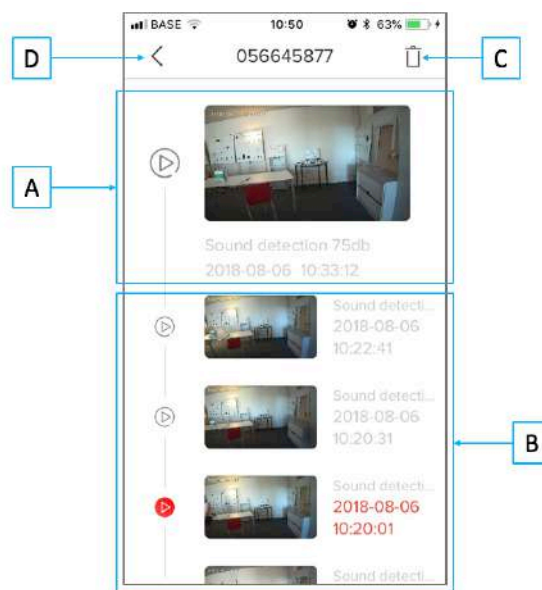 BASE 10:50 63%
D 056645877 C
A
Sound detection 75db
2018-08-06 10:33:12
Sound detecti...
2018-08-06
10:22:41
Sound detecti...
2018-08-06
10:20:31
B
Sound detecti...
2018-08-06
10:20:01
Sound detecti...